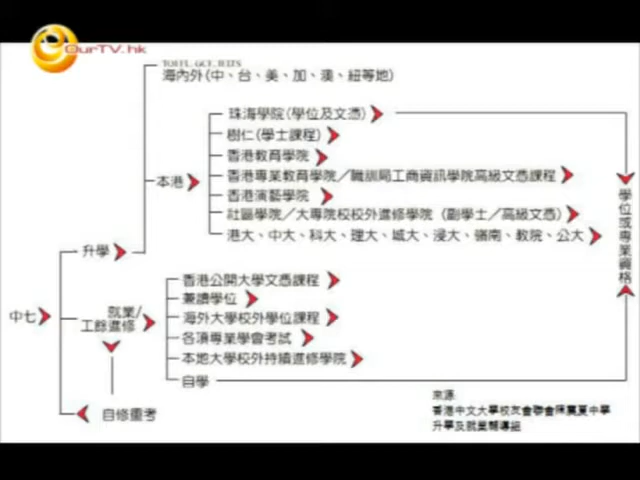 OurTV.hk
TOEFL, GCE, IELTS
海內外(中、台、美、加、澳、紐等地)
珠海學院(學位及文憑)
樹仁(學士課程)
香港教育學院
本港
香港專業教育學院／職訓局工商資訊學院高級文憑課程
香港演藝學院
社區學院／大專院校校外進修學院(副學士／高級文憑)
港大、中大、科大、理大、城大、浸大、嶺南、教院、公大
學位或專業資格
升學
中七
就業/
工餘進修
香港公開大學文憑課程
兼讀學位
海外大學校外學位課程
各項專業學會考試
本地大學校外持續進修學院
自學
自修重考
來源:
香港中文大學校友會聯會陳震夏中學
升學及就業輔導組